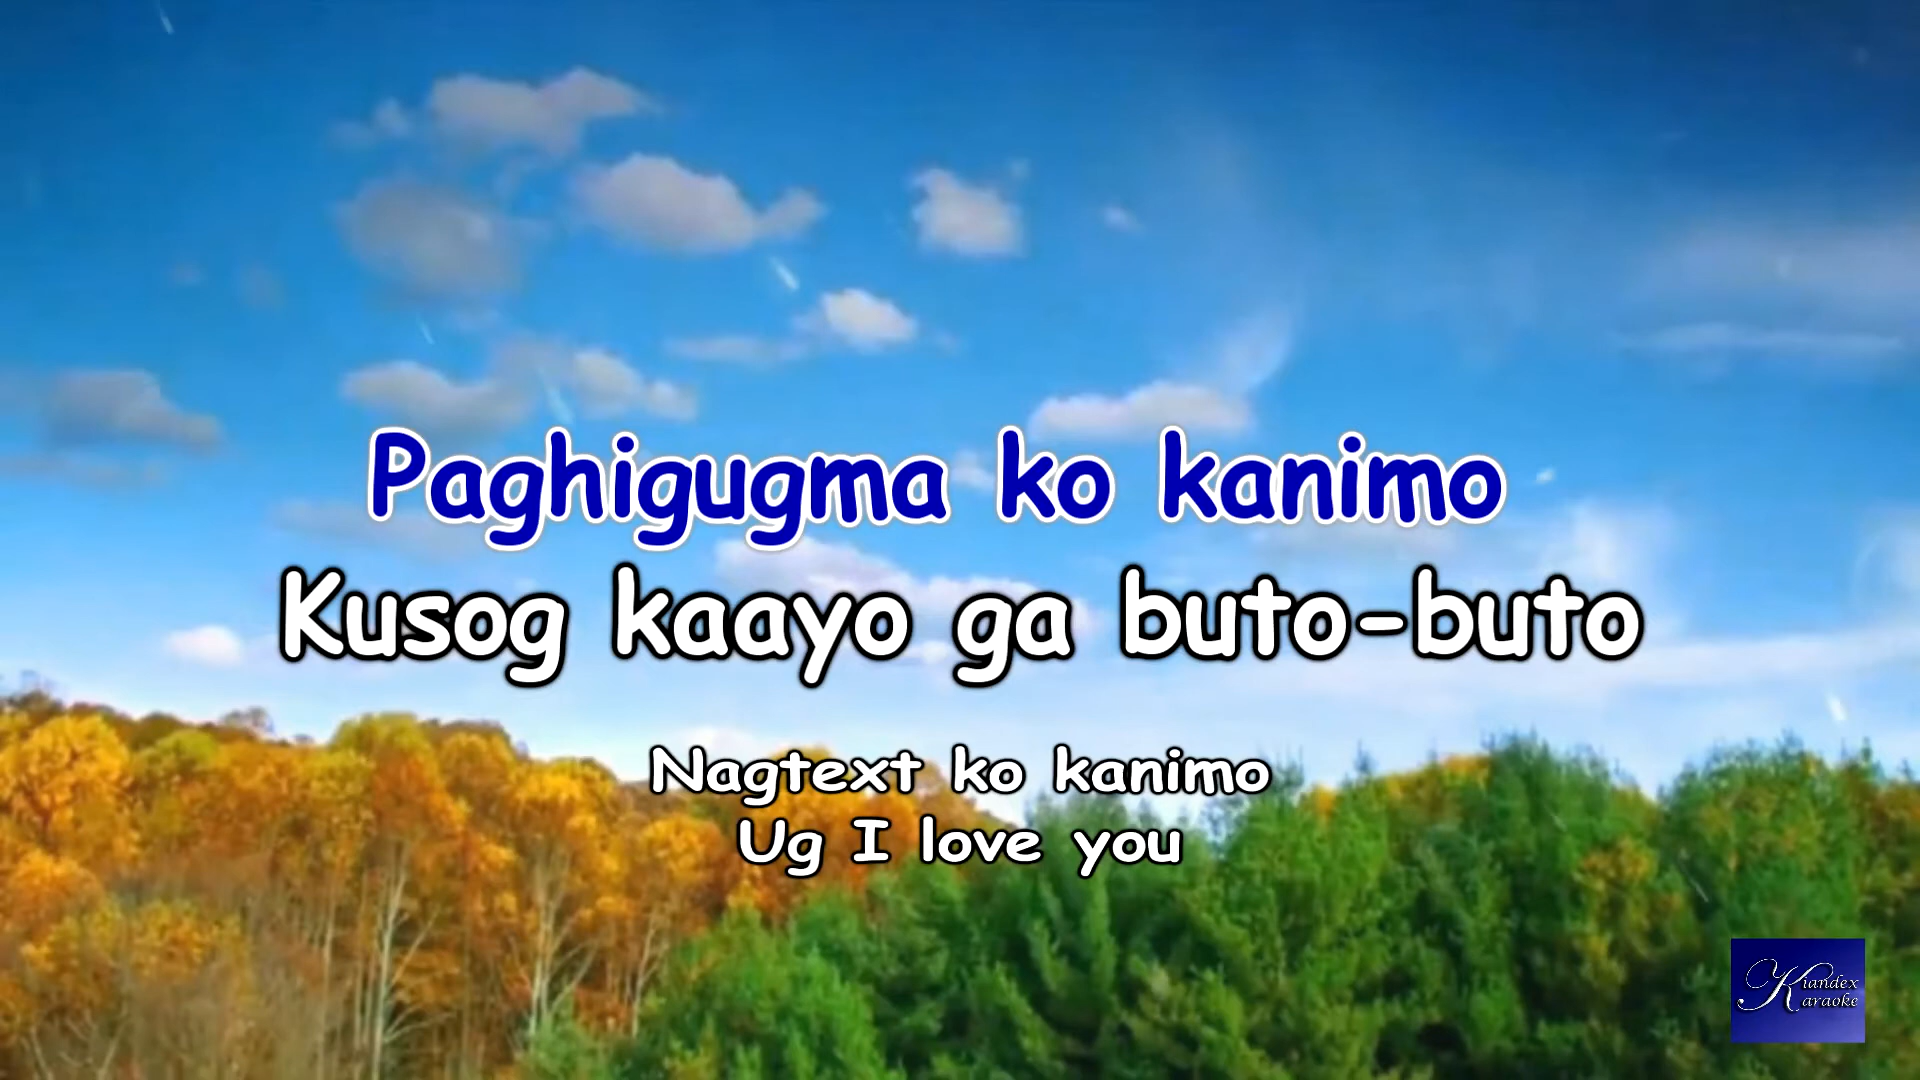 Paghigugma ko kanimo
Kusog kaayo ga buto-buto
Nagtext ko kanimo
Ug I love you
Kiandex
Karaoke